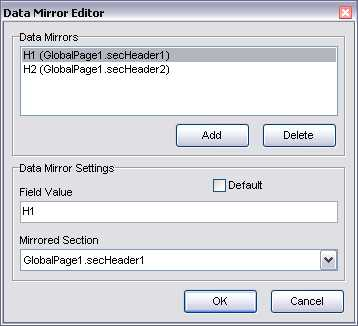 Data Mirror Editor
Data Mirrors
H1 (GlobalPage1.secHeader1)
H2 (GlobalPage1.secHeader2)
Add Delete
Data Mirror Settings
Default
Field Value
H1
Mirrored Section
GlobalPage1.secHeader1
OK Cancel